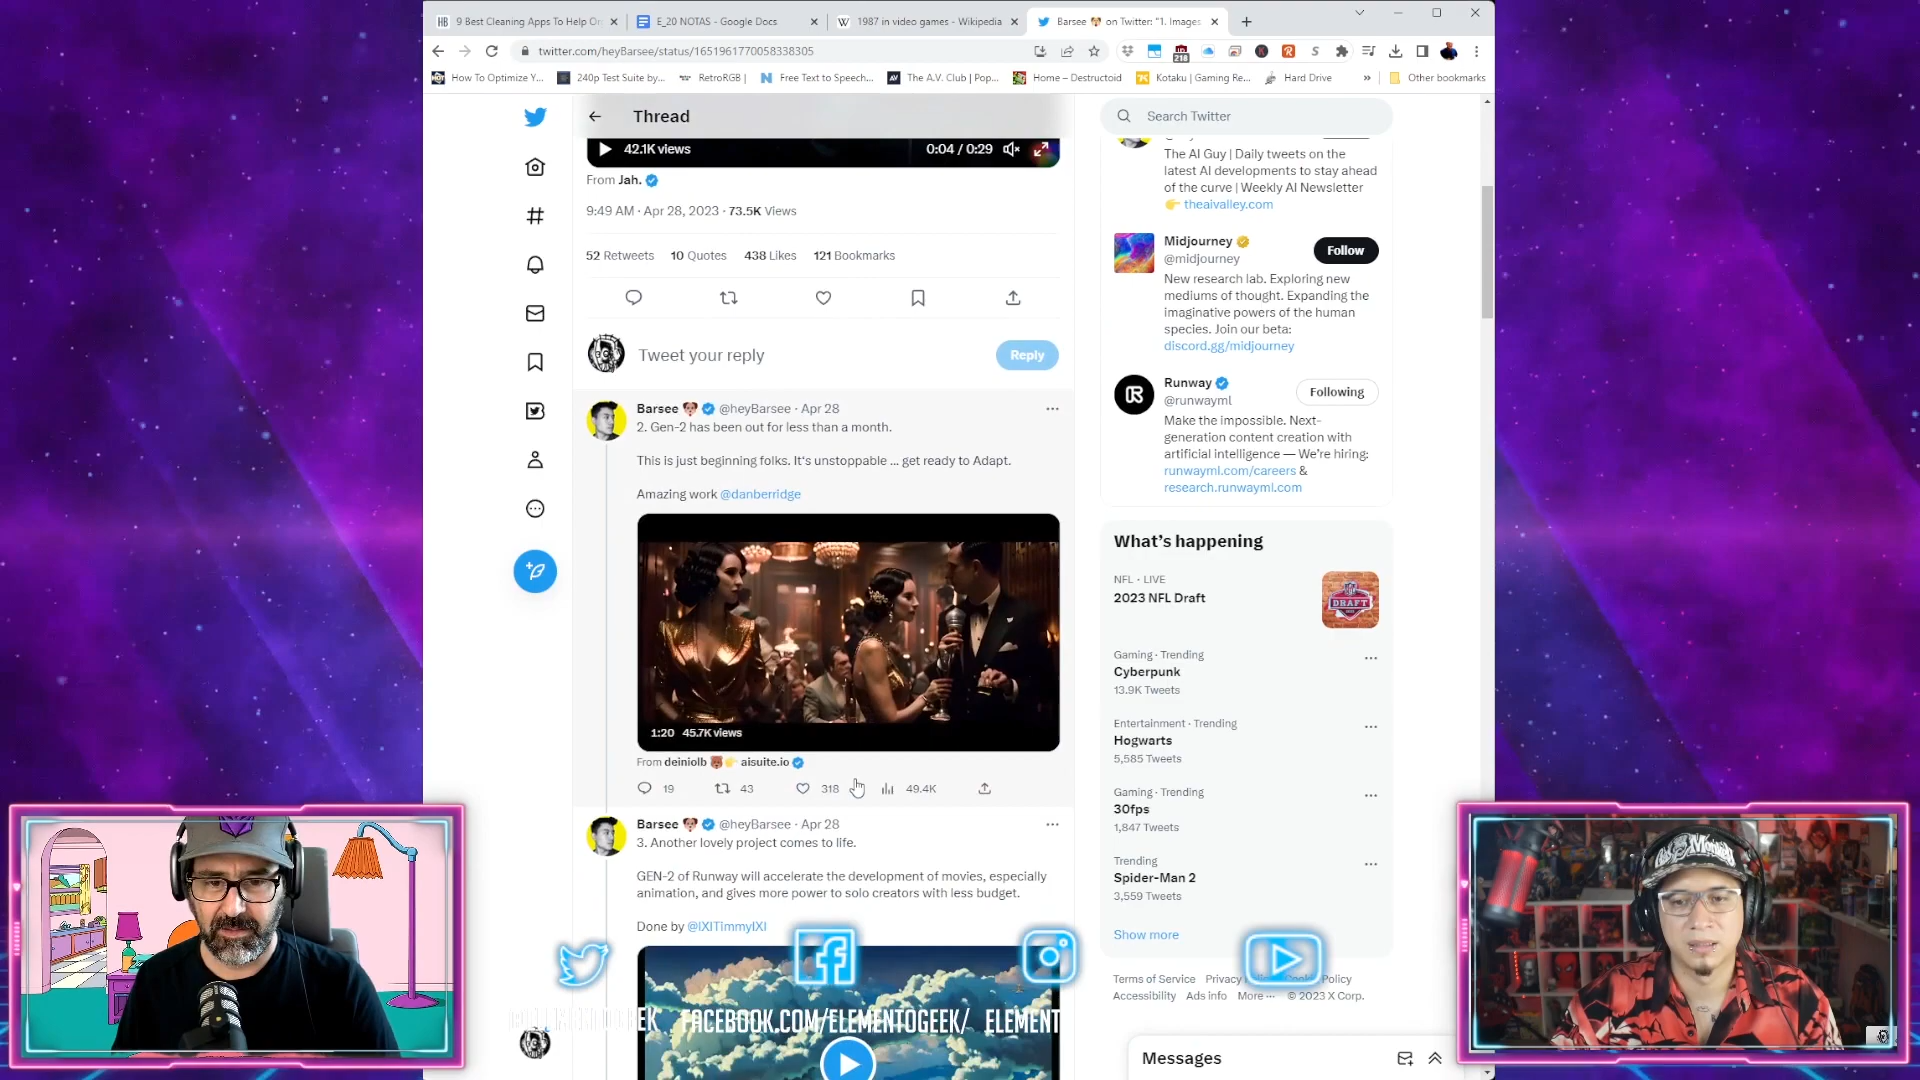 9 Best Cleaning Apps To Help Or
E_20 NOTAS - Google Docs
1987 in video games - Wikipedia
Barsee on Twitter: "1. Images
twitter.com/heyBarsee/status/1651961770058338305
218
How To Optimize Y...
240p Test Suite by...
RetroRGB |
Free Text to Speech...
The A.V. Club | Pop...
Home – Destructoid
Kotaku | Gaming Re...
Hard Drive
»
Other bookmarks
Thread
42.1K views
0:04 / 0:29
From Jah.
9:49 AM · Apr 28, 2023 · 73.5K Views
52 Retweets 10 Quotes 438 Likes 121 Bookmarks
Tweet your reply
Reply
Barsee @heyBarsee · Apr 28
2. Gen-2 has been out for less than a month.
This is just beginning folks. It's unstoppable ... get ready to Adapt.
Amazing work @danberridge
1:20 45.7K views
From deiniolb aisuite.io
19 43 318 49.4K
Barsee @heyBarsee · Apr 28
3. Another lovely project comes to life.
GEN-2 of Runway will accelerate the development of movies, especially
animation, and gives more power to solo creators with less budget.
Done by @IXITimmyIXI
Search Twitter
The AI Guy | Daily tweets on the
latest AI developments to stay ahead
of the curve | Weekly AI Newsletter
theaivalley.com
Midjourney
@midjourney
Follow
New research lab. Exploring new
mediums of thought. Expanding the
imaginative powers of the human
species. Join our beta:
discord.gg/midjourney
Runway
@runwayml
Following
Make the impossible. Next-
generation content creation with
artificial intelligence — We're hiring:
runwayml.com/careers &
research.runwayml.com
What's happening
NFL · LIVE
2023 NFL Draft
DRAFT
Gaming · Trending
Cyberpunk
13.9K Tweets
Entertainment · Trending
Hogwarts
5,585 Tweets
Gaming · Trending
30fps
1,847 Tweets
Trending
Spider-Man 2
3,559 Tweets
Show more
Terms of Service Privacy Policy
Accessibility Ads info More ··· © 2023 X Corp.
Messages
FACEBOOK.COM/ELEMENTOGEEK/ ELEMENT